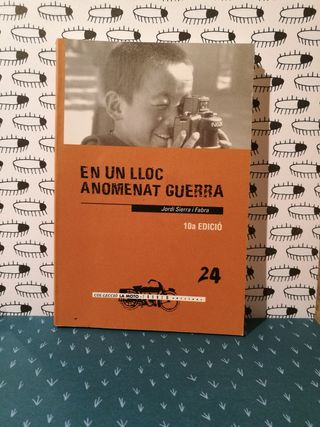 EN UN LLOC
ANOMENAT GUERRA
Jordi Sierra i Fabra
10a EDICIÓ
24
COL·LECCIÓ LA MOTO